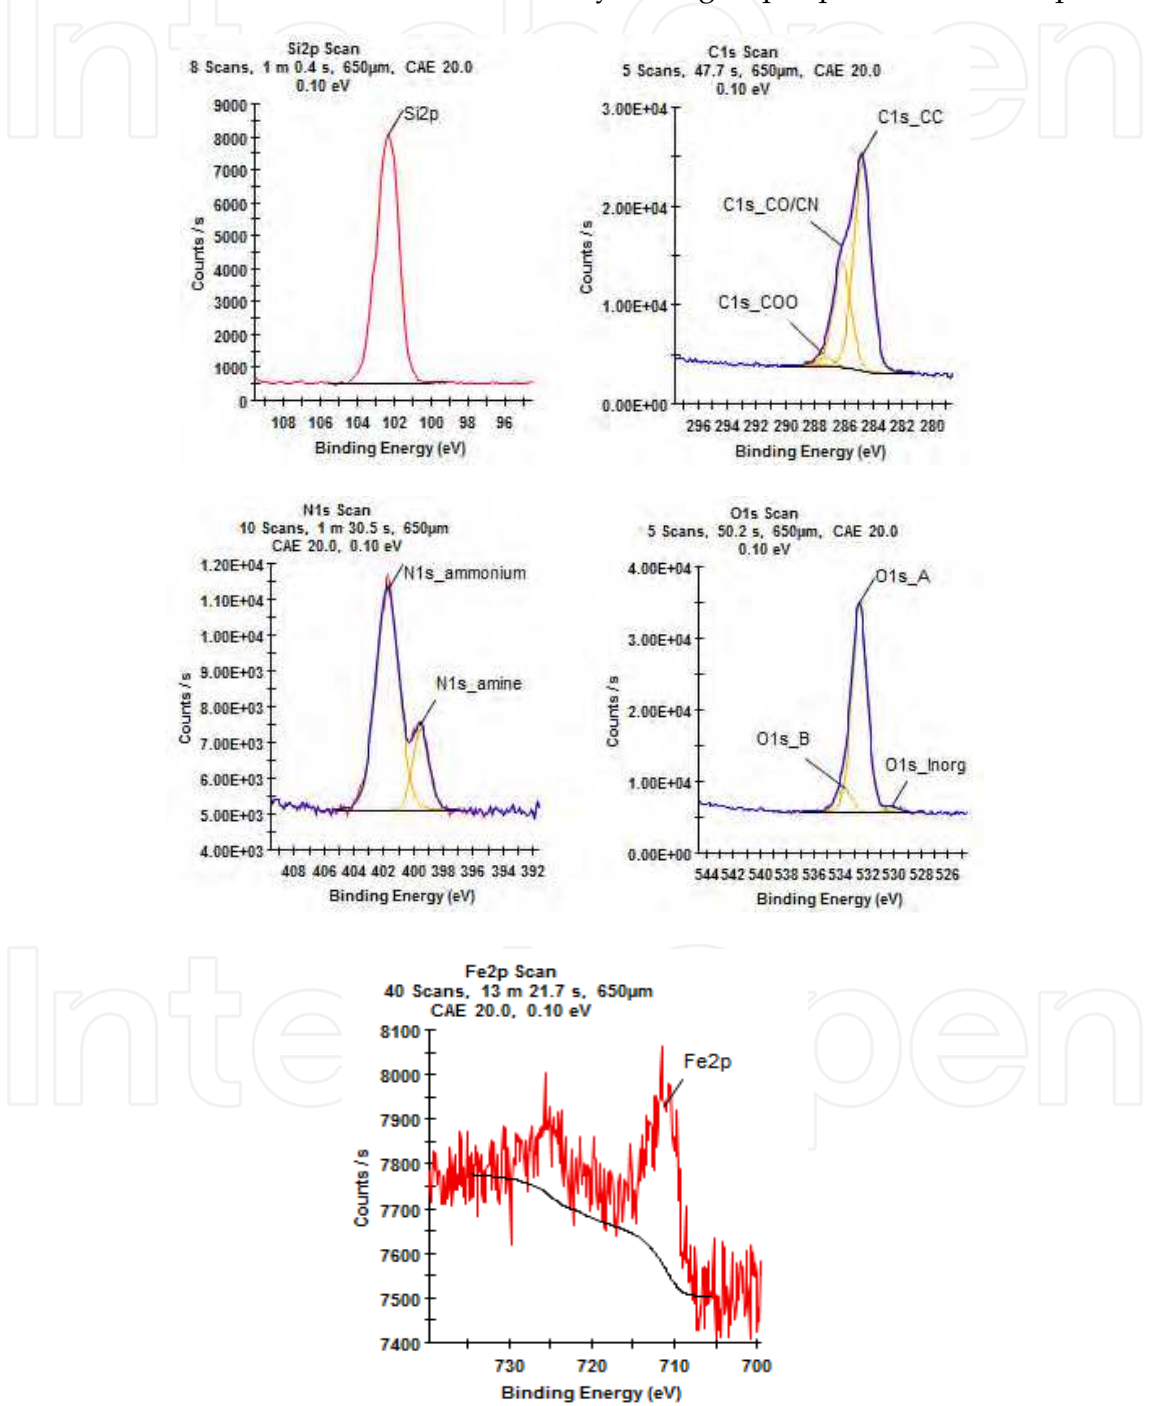 Si2p Scan
8 Scans, 1 m 0.4 s, 650µm, CAE 20.0
0.10 eV
9000
8000
7000
6000
5000
4000
3000
2000
1000
0
Counts / s
Si2p
108 106 104 102 100 98 96
Binding Energy (eV)
C1s Scan
5 Scans, 47.7 s, 650µm, CAE 20.0
0.10 eV
3.00E+04
2.00E+04
1.00E+04
0.00E+00
Counts / s
C1s_CC
C1s_CO/CN
C1s_COO
296 294 292 290 288 286 284 282 280
Binding Energy (eV)
N1s Scan
10 Scans, 1 m 30.5 s, 650µm
CAE 20.0, 0.10 eV
1.20E+04
1.10E+04
1.00E+04
9.00E+03
8.00E+03
7.00E+03
6.00E+03
5.00E+03
4.00E+03
Counts / s
N1s_ammonium
N1s_amine
408 406 404 402 400 398 396 394 392
Binding Energy (eV)
O1s Scan
5 Scans, 50.2 s, 650µm, CAE 20.0
0.10 eV
4.00E+04
3.00E+04
2.00E+04
1.00E+04
0.00E+00
Counts / s
O1s_A
O1s_B
O1s_Inorg
544 542 540 538 536 534 532 530 528 526
Binding Energy (eV)
Fe2p Scan
40 Scans, 13 m 21.7 s, 650µm
CAE 20.0, 0.10 eV
8100
8000
7900
7800
7700
7600
7500
7400
Counts / s
Fe2p
730 720 710 700
Binding Energy (eV)